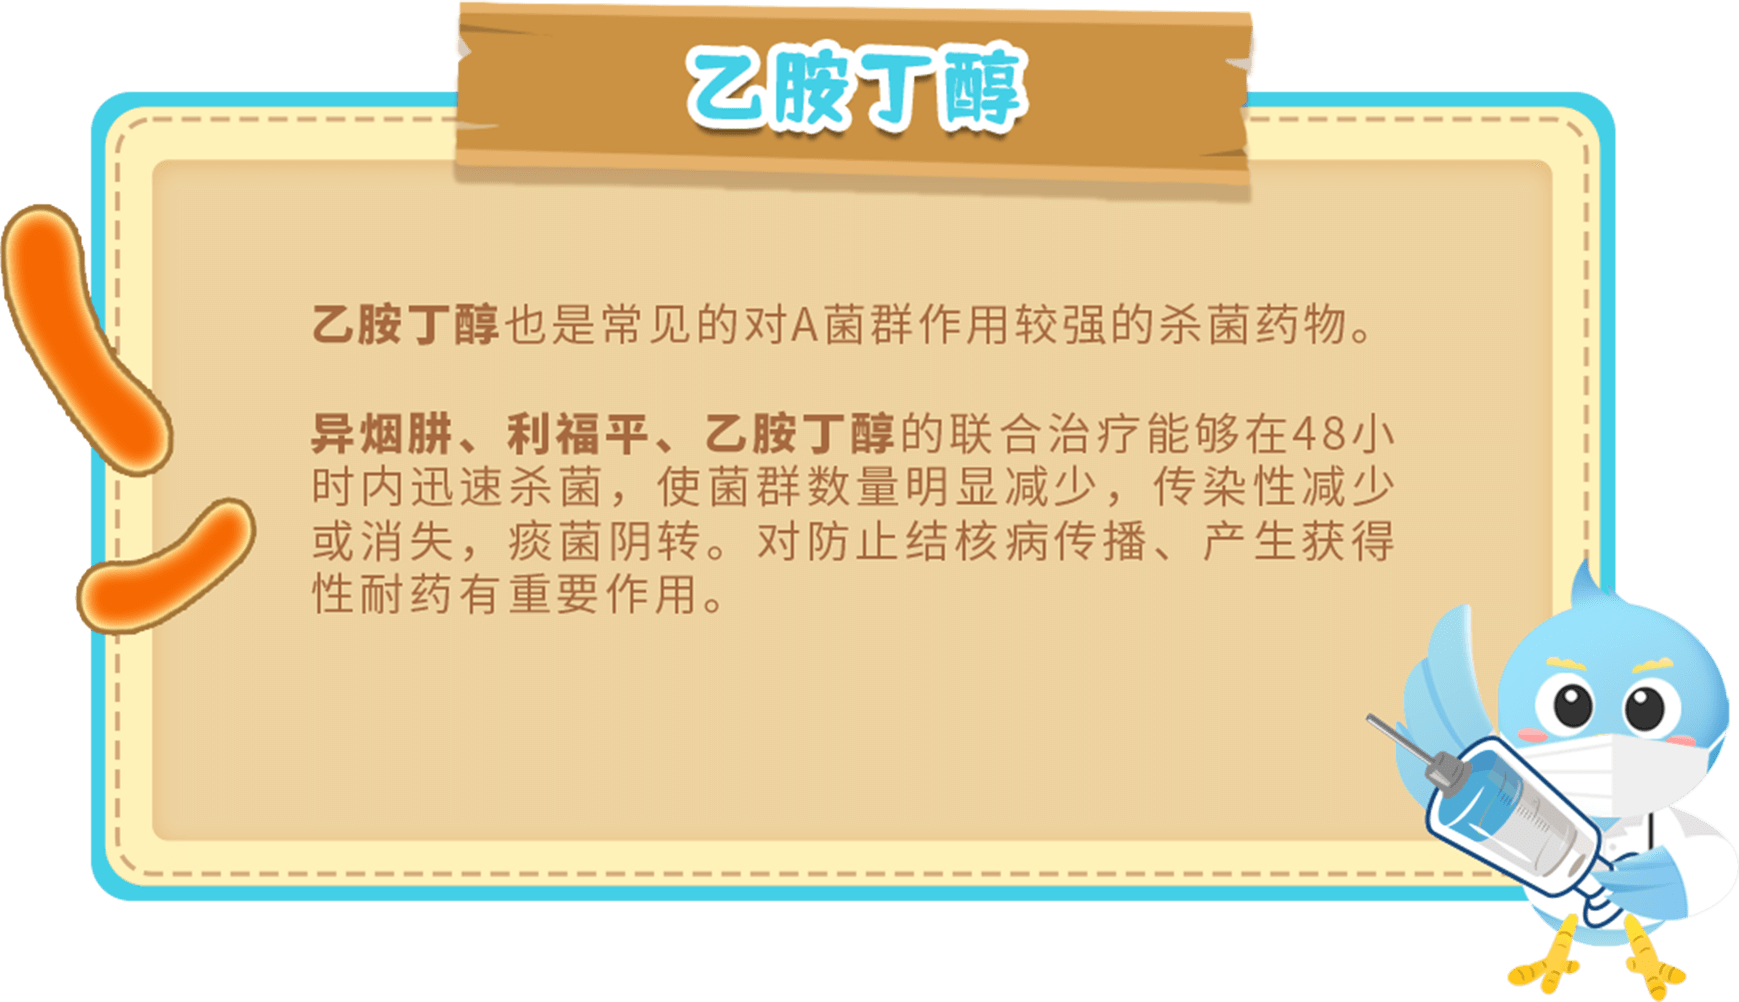 乙胺丁醇
乙胺丁醇也是常见的对A菌群作用较强的杀菌药物。
异烟肼、利福平、乙胺丁醇的联合治疗能够在48小
时内迅速杀菌，使菌群数量明显减少，传染性减少
或消失，痰菌阴转。对防止结核病传播、产生获得
性耐药有重要作用。